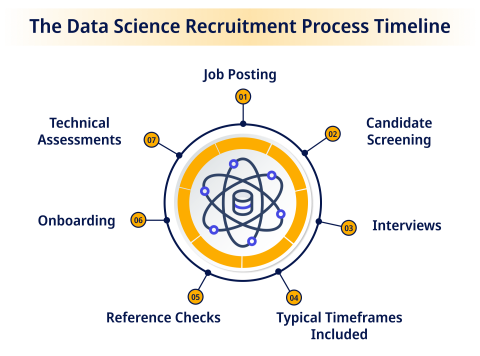 The Data Science Recruitment Process Timeline
Job Posting
01
02
Candidate
Screening
03
Interviews
04
Typical Timeframes
Included
05
Reference Checks
06
Onboarding
07
Technical
Assessments